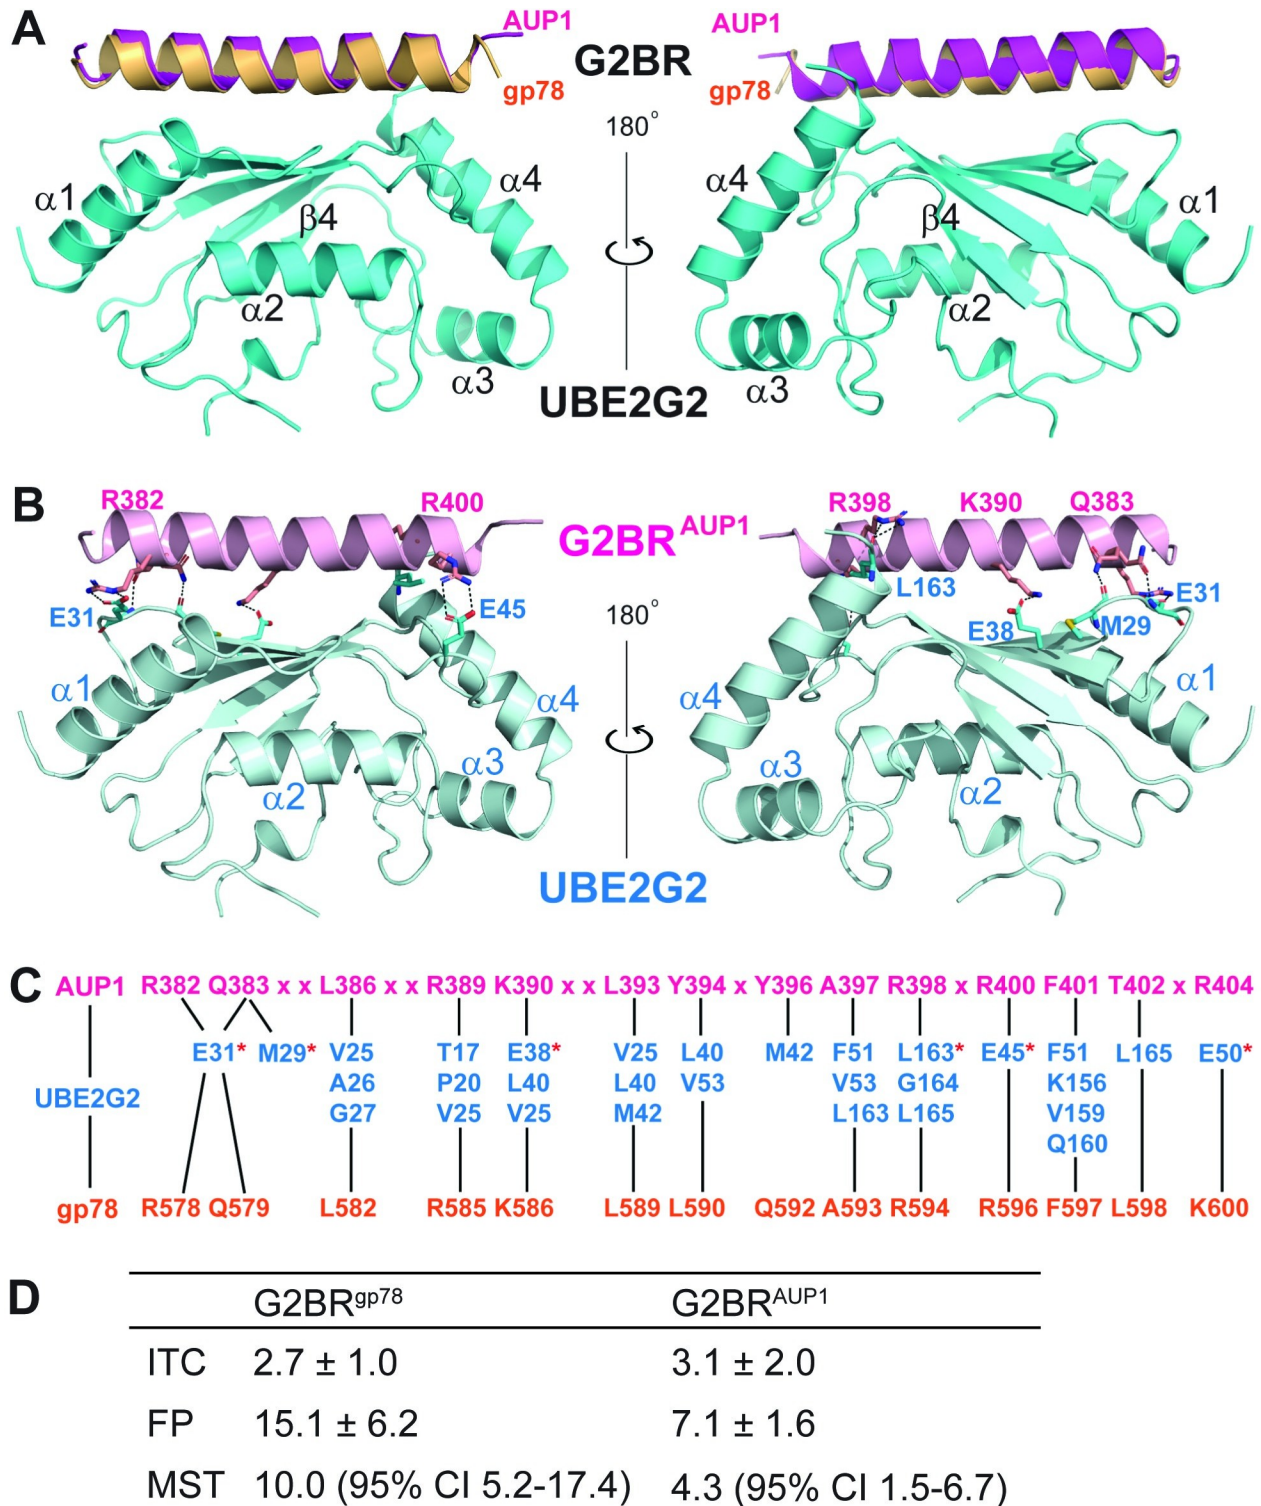 A
AUP1
G2BR
gp78
AUP1
gp78
180°
α1
α4
β4
α2
α3
α4
β4
α1
α2
α3
UBE2G2
B
R382
R400
G2BR^AUP1
R398
K390
Q383
E31
E45
180°
L163
E31
E38
M29
α1
α4
α3
α2
α4
α1
α3
α2
UBE2G2
C
AUP1 R382 Q383 x x L386 x x R389 K390 x x L393 Y394 x Y396 A397 R398 x R400 F401 T402 x R404
E31* M29* V25 T17 E38* V25 L40 M42 F51 L163* E45* F51 L165 E50*
UBE2G2 A26 P20 L40 L40 V53 V53 G164 K156
G27 V25 V25 M42 L163 L165 V159
Q160
gp78 R578 Q579 L582 R585 K586 L589 L590 Q592 A593 R594 R596 F597 L598 K600
D
G2BR^gp78 G2BR^AUP1
ITC 2.7 ± 1.0 3.1 ± 2.0
FP 15.1 ± 6.2 7.1 ± 1.6
MST 10.0 (95% CI 5.2-17.4) 4.3 (95% CI 1.5-6.7)